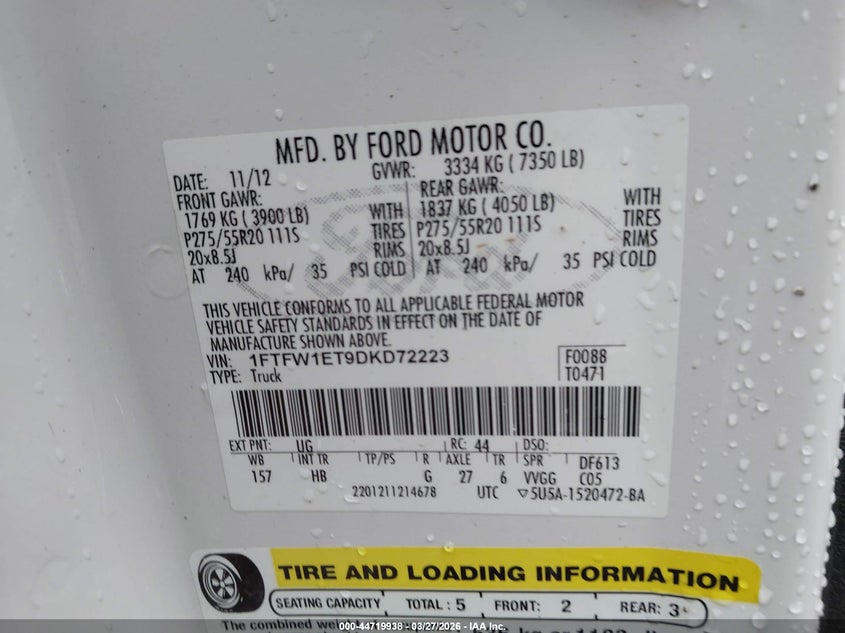 MFD. BY FORD MOTOR CO.
DATE: 11/12 GVWR: 3334 KG ( 7350 LB)
FRONT GAWR: REAR GAWR:
1769 KG ( 3900 LB) WITH 1837 KG ( 4050 LB) WITH
P275/55R20 111S TIRES P275/55R20 111S TIRES
20x8.5J RIMS 20x8.5J RIMS
AT 240 kPa/ 35 PSI COLD AT 240 kPa/ 35 PSI COLD
THIS VEHICLE CONFORMS TO ALL APPLICABLE FEDERAL MOTOR
VEHICLE SAFETY STANDARDS IN EFFECT ON THE DATE OF
MANUFACTURE SHOWN ABOVE.
VIN: 1FTFW1ET9DKD72223 F0088
TYPE: Truck T0471
EXT PNT: UG RC: 44 DSO:
WB INT TR TP/PS R AXLE TR SPR DF613
157 HB G 27 6 VVGG C05
2201211214678 UTC ▽5U5A-1520472-BA
TIRE AND LOADING INFORMATION
SEATING CAPACITY TOTAL: 5 FRONT: 2 REAR: 3
The combined
000-44719938 - 03/27/2026 - IAA Inc.